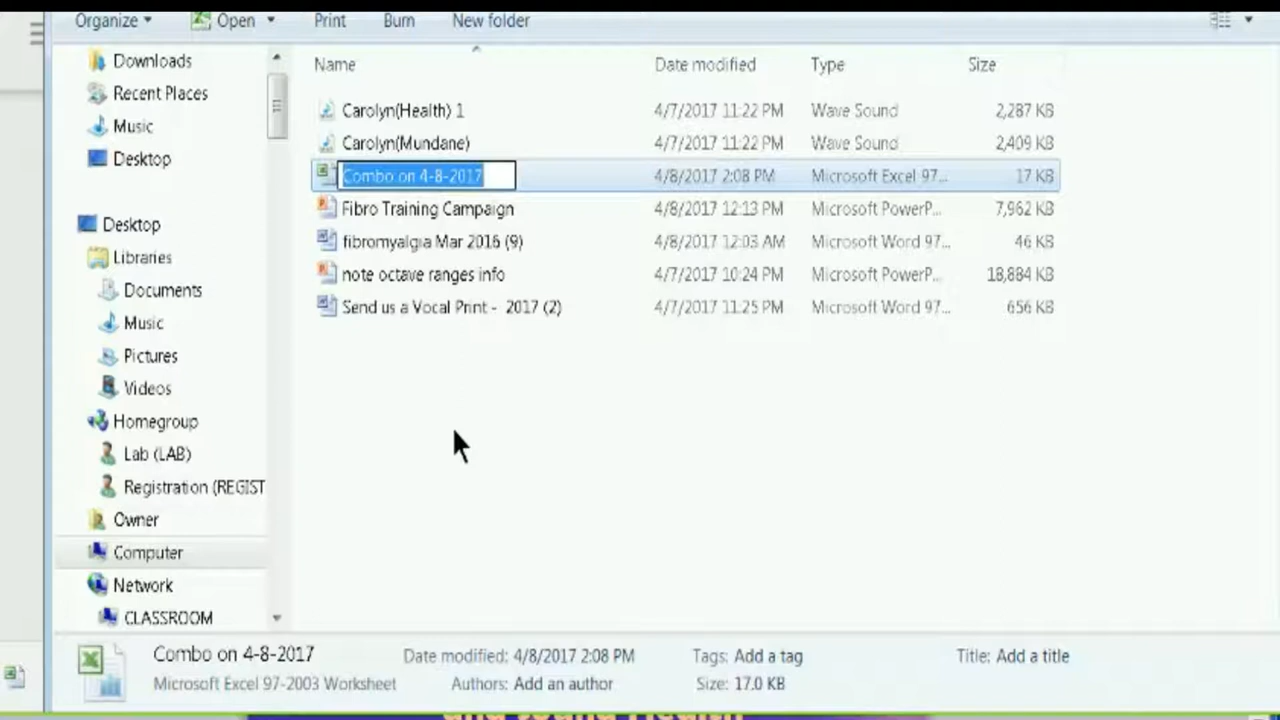 Organize Open Print Burn New folder
Downloads
Recent Places
Music
Desktop
Desktop
Libraries
Documents
Music
Pictures
Videos
Homegroup
Lab (LAB)
Registration (REGIST
Owner
Computer
Network
CLASSROOM
Name Date modified Type Size
Carolyn(Health) 1 4/7/2017 11:22 PM Wave Sound 2,287 KB
Carolyn(Mundane) 4/7/2017 11:22 PM Wave Sound 2,409 KB
Combo on 4-8-2017 4/8/2017 2:08 PM Microsoft Excel 97... 17 KB
Fibro Training Campaign 4/8/2017 12:13 PM Microsoft PowerP... 7,962 KB
fibromyalgia Mar 2016 (9) 4/8/2017 12:03 AM Microsoft Word 97... 46 KB
note octave ranges info 4/7/2017 10:24 PM Microsoft PowerP... 18,884 KB
Send us a Vocal Print - 2017 (2) 4/7/2017 11:25 PM Microsoft Word 97... 656 KB
Combo on 4-8-2017 Date modified: 4/8/2017 2:08 PM Tags: Add a tag Title: Add a title
Microsoft Excel 97-2003 Worksheet Authors: Add an author Size: 17.0 KB